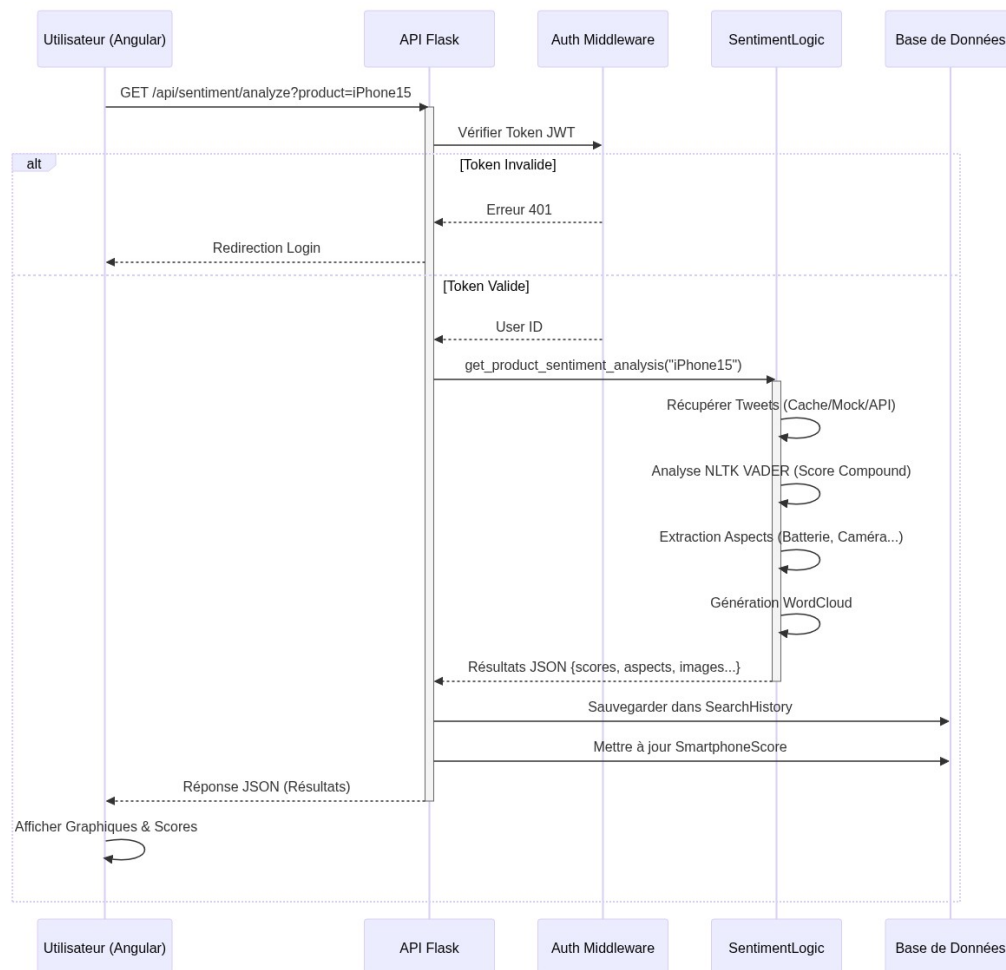 Utilisateur (Angular)
API Flask
Auth Middleware
SentimentLogic
Base de Données
GET /api/sentiment/analyze?product=iPhone15
Vérifier Token JWT
alt
[Token Invalide]
Erreur 401
Redirection Login
[Token Valide]
User ID
get_product_sentiment_analysis("iPhone15")
Récupérer Tweets (Cache/Mock/API)
Analyse NLTK VADER (Score Compound)
Extraction Aspects (Batterie, Caméra...)
Génération WordCloud
Résultats JSON {scores, aspects, images...}
Sauvegarder dans SearchHistory
Mettre à jour SmartphoneScore
Réponse JSON (Résultats)
Afficher Graphiques & Scores
Utilisateur (Angular)
API Flask
Auth Middleware
SentimentLogic
Base de Données